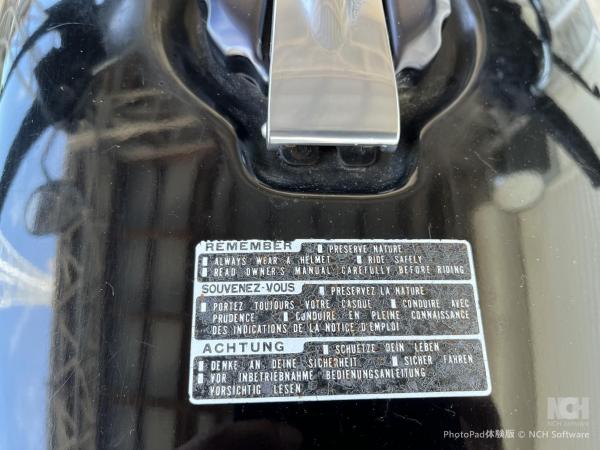 REMEMBER ▮ PRESERVE NATURE
▮ ALWAYS WEAR A HELMET ▮ RIDE SAFELY
▮ READ OWNER'S MANUAL CAREFULLY BEFORE RIDING
SOUVENEZ-VOUS ▮ PRESERVEZ LA NATURE
▮ PORTEZ TOUJOURS VOTRE CASQUE ▮ CONDUIRE AVEC
PRUDENCE ▮ CONDUIRE EN PLEINE CONNAISSANCE
DES INDICATIONS DE LA NOTICE D'EMPLOI
ACHTUNG ▮ SCHUETZE DEIN LEBEN
▮ DENKE AN DEINE SICHERHEIT ▮ SICHER FAHREN
▮ VOR INBETRIEBNAHME BEDIENUNGSANLEITUNG
VORSICHTIG LESEN
NCH
NCH Software
PhotoPad体験版 © NCH Software